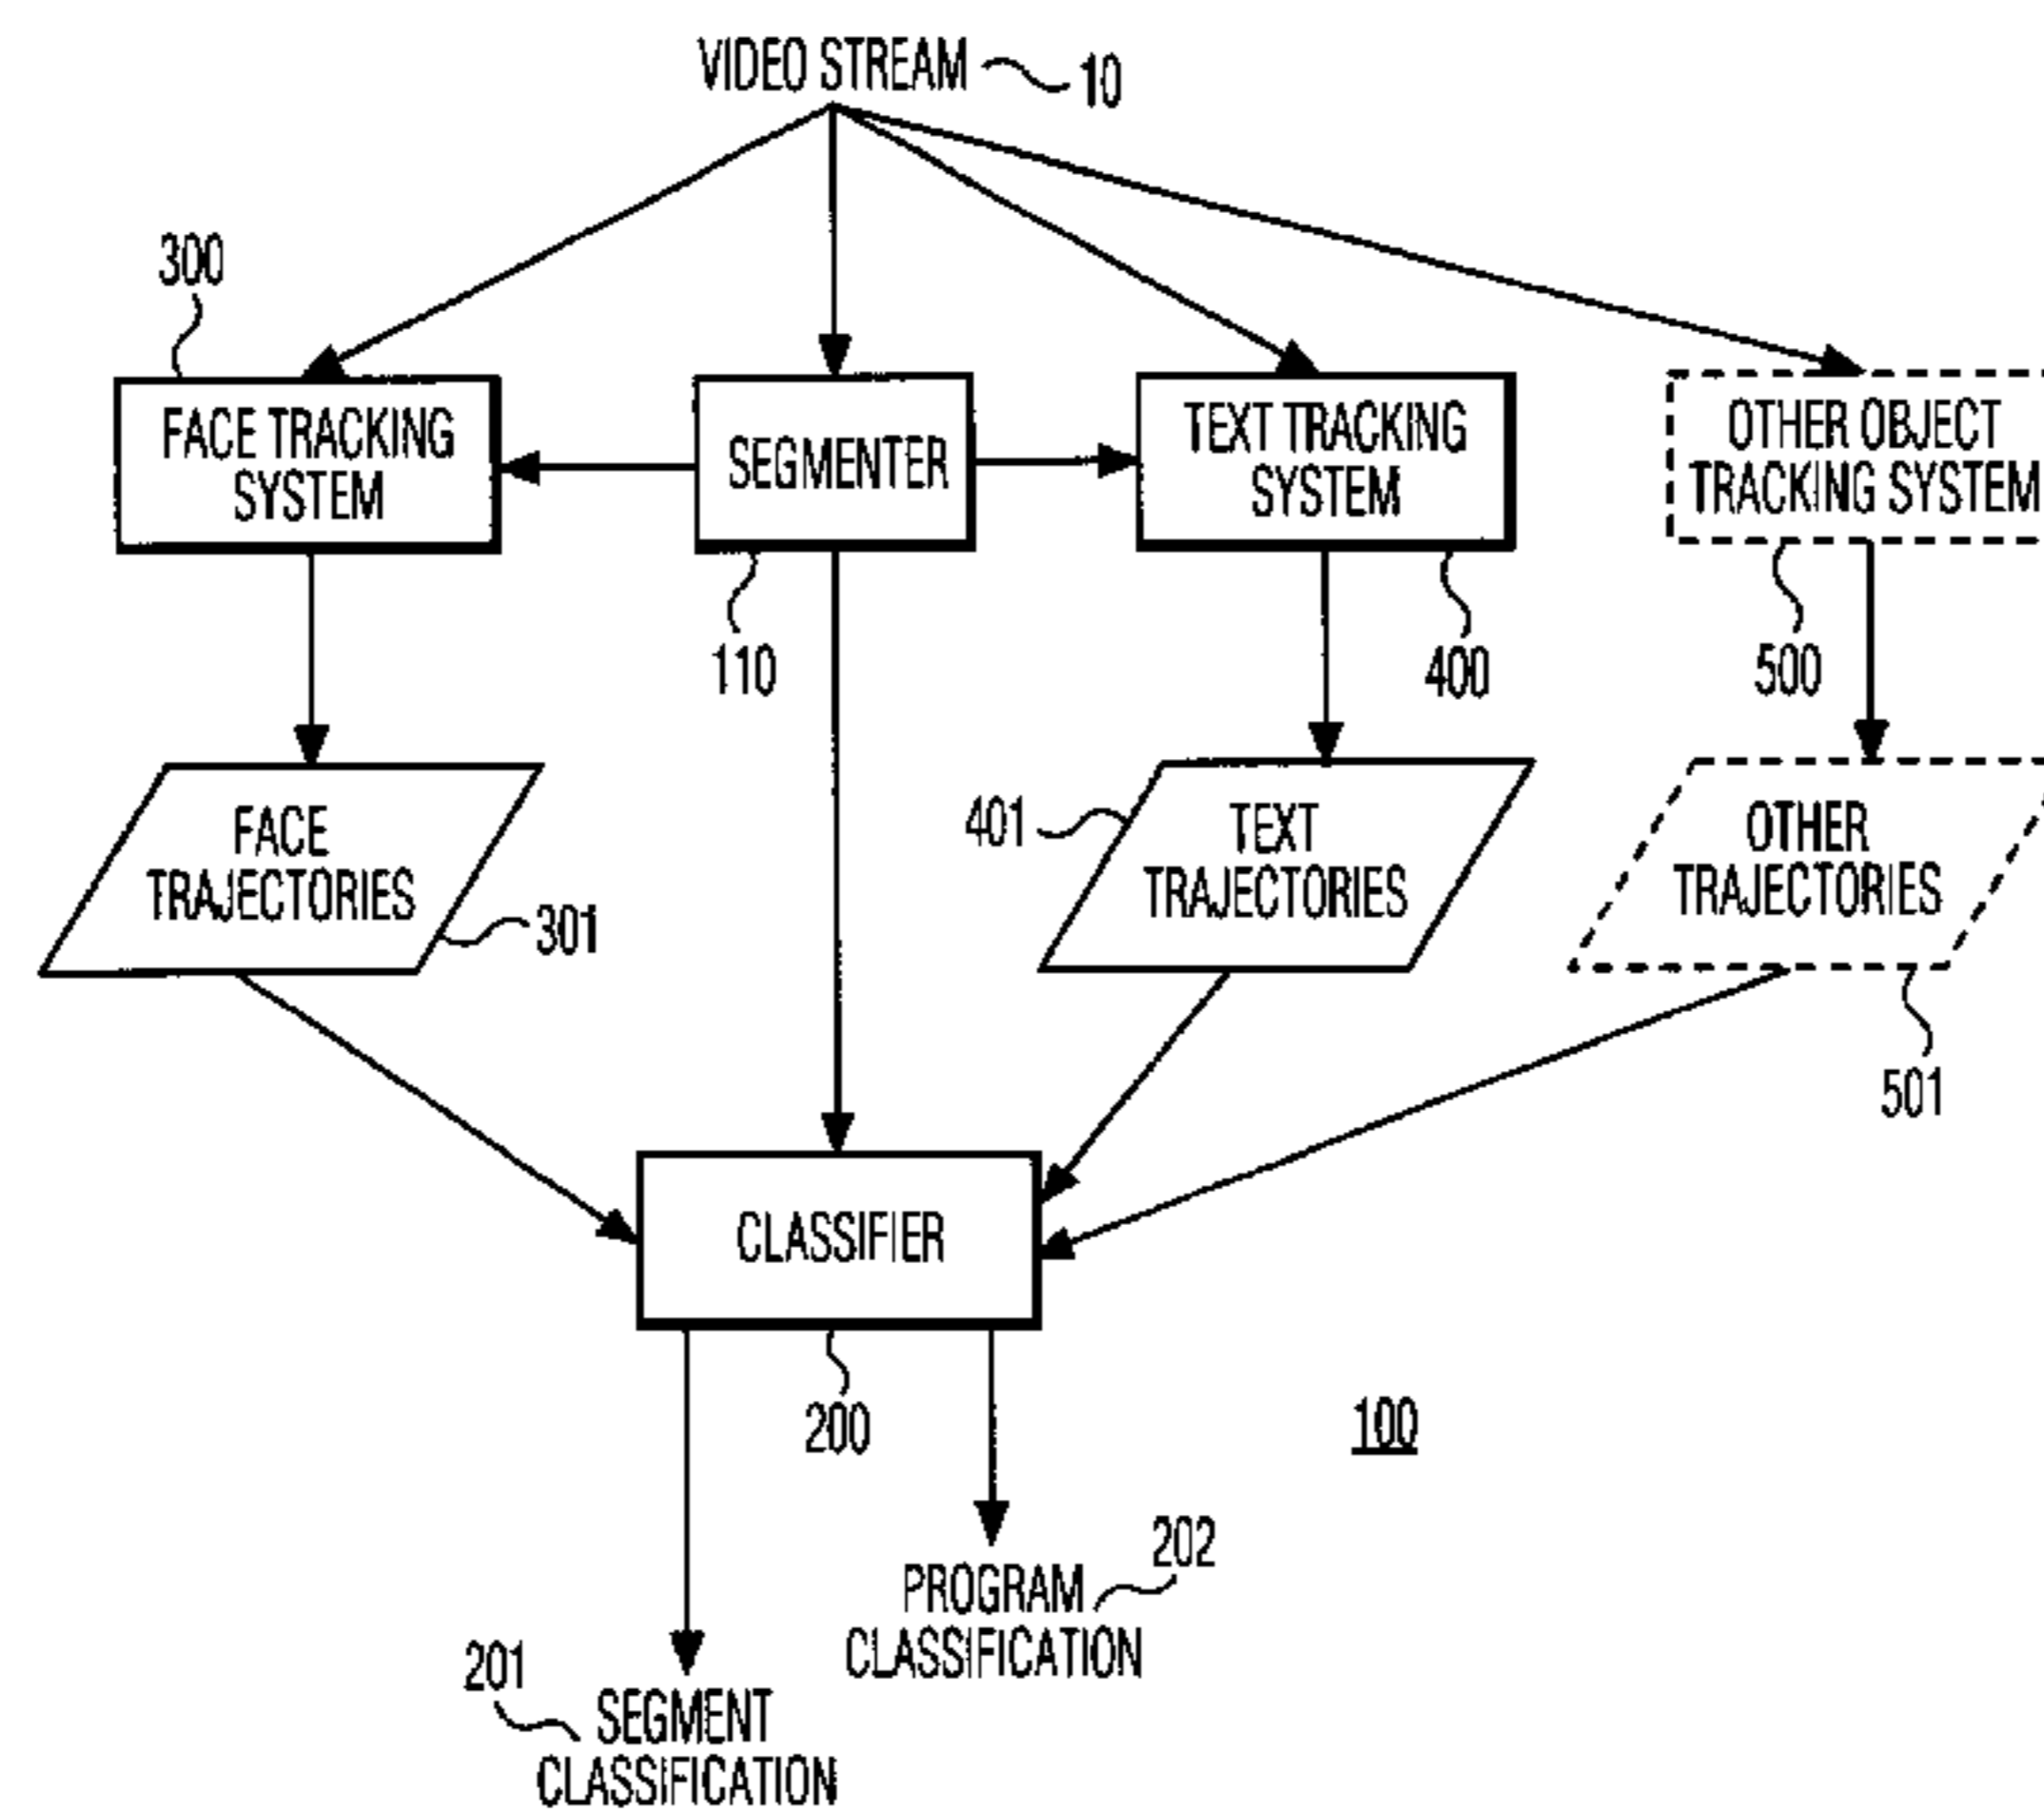 VIDEO STREAM 10
300
FACE TRACKING
SYSTEM
SEGMENTER
TEXT TRACKING
SYSTEM
OTHER OBJECT
TRACKING SYSTEM
110
400
500
FACE
TRAJECTORIES
301
401
TEXT
TRAJECTORIES
OTHER
TRAJECTORIES
501
CLASSIFIER
200
100
202
PROGRAM
CLASSIFICATION
201
SEGMENT
CLASSIFICATION